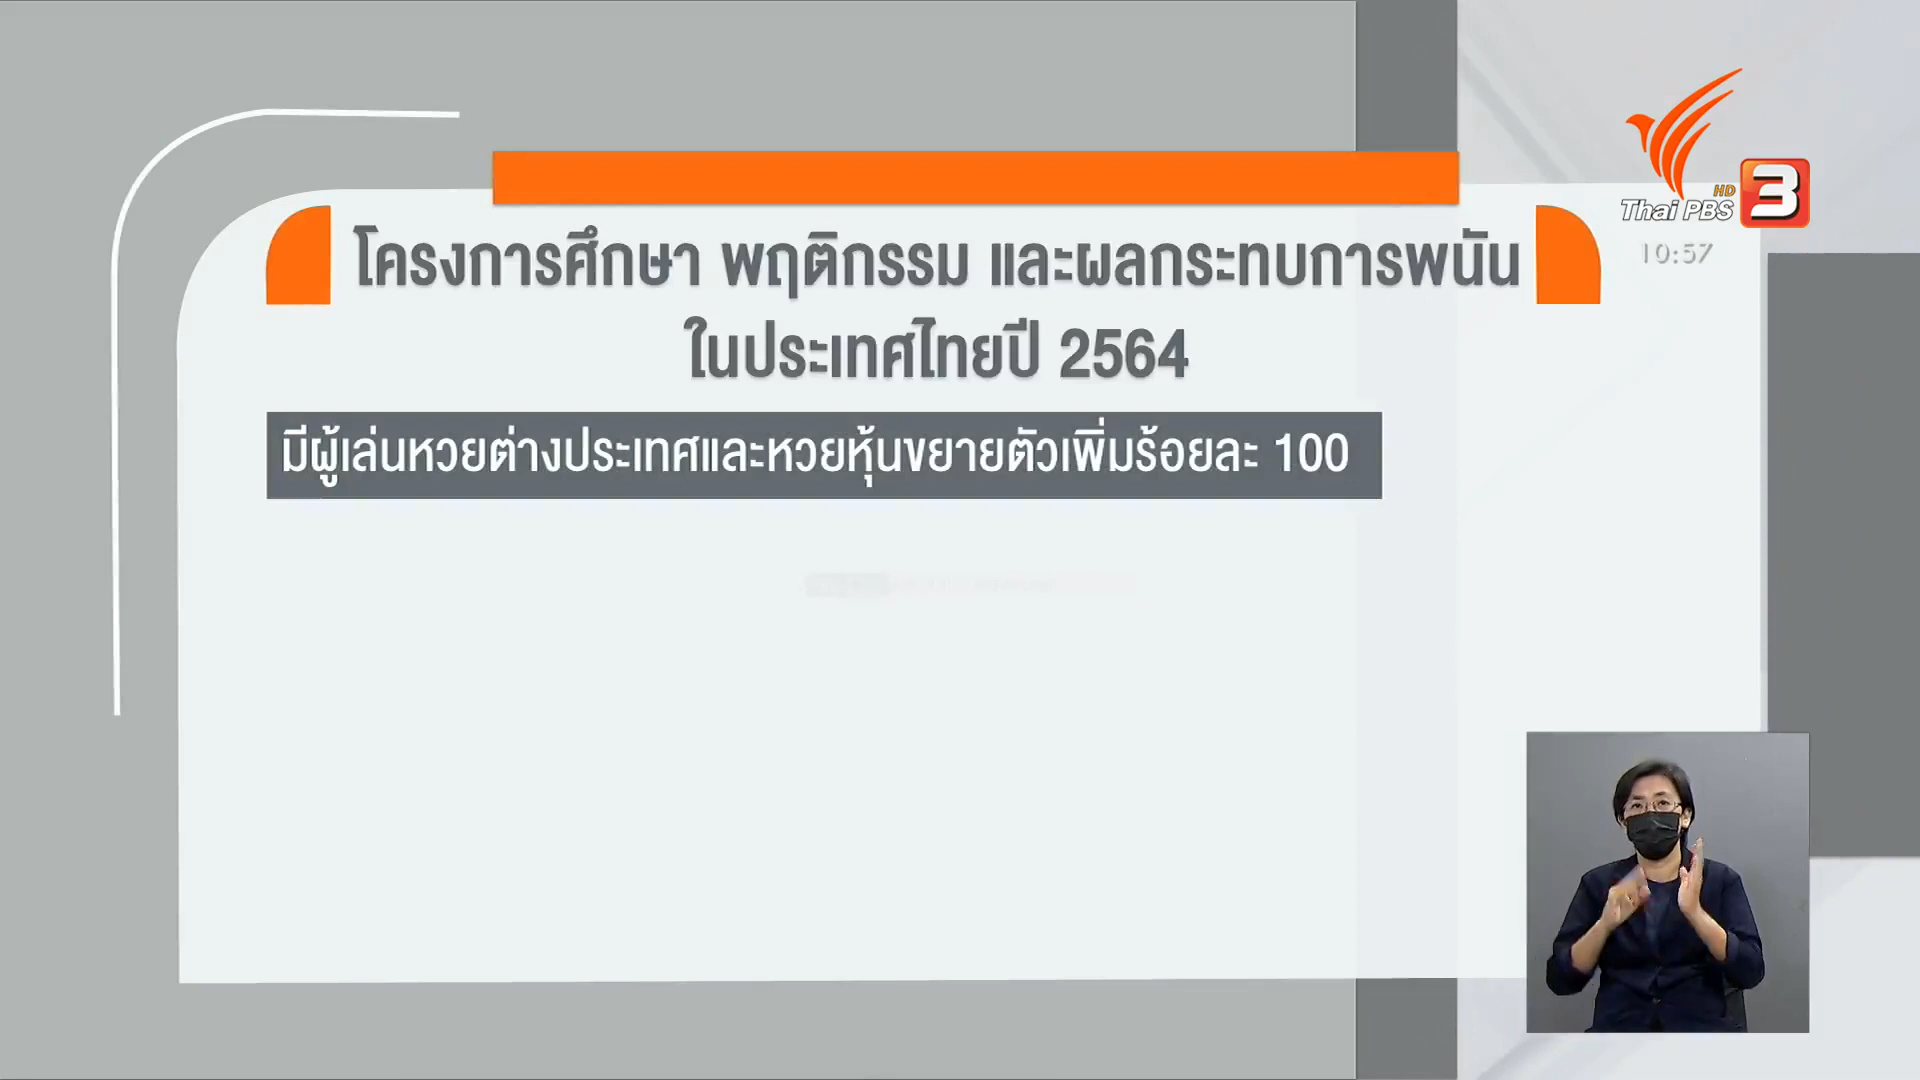 โครงการศึกษา พฤติกรรม และผลกระทบการพนัน
ในประเทศไทยปี 2564
มีผู้เล่นหวยต่างประเทศและหวยหุ้นขยายตัวเพิ่มร้อยละ 100
HD
Thai PBS
3
10:57